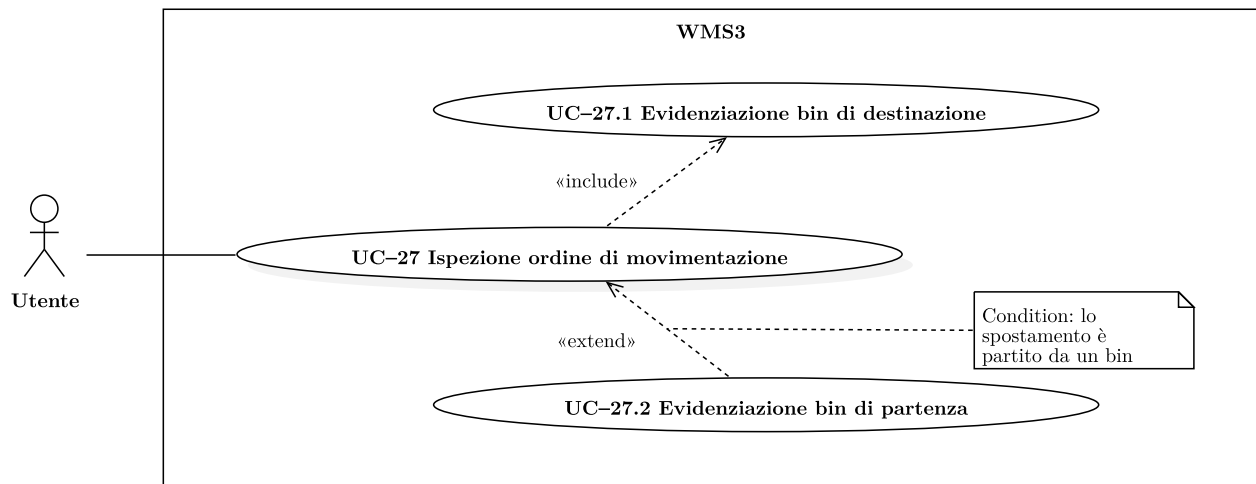 WMS3
UC–27.1 Evidenziazione bin di destinazione
«include»
UC–27 Ispezione ordine di movimentazione
Utente
Condition: lo
spostamento è
partito da un bin
«extend»
UC–27.2 Evidenziazione bin di partenza